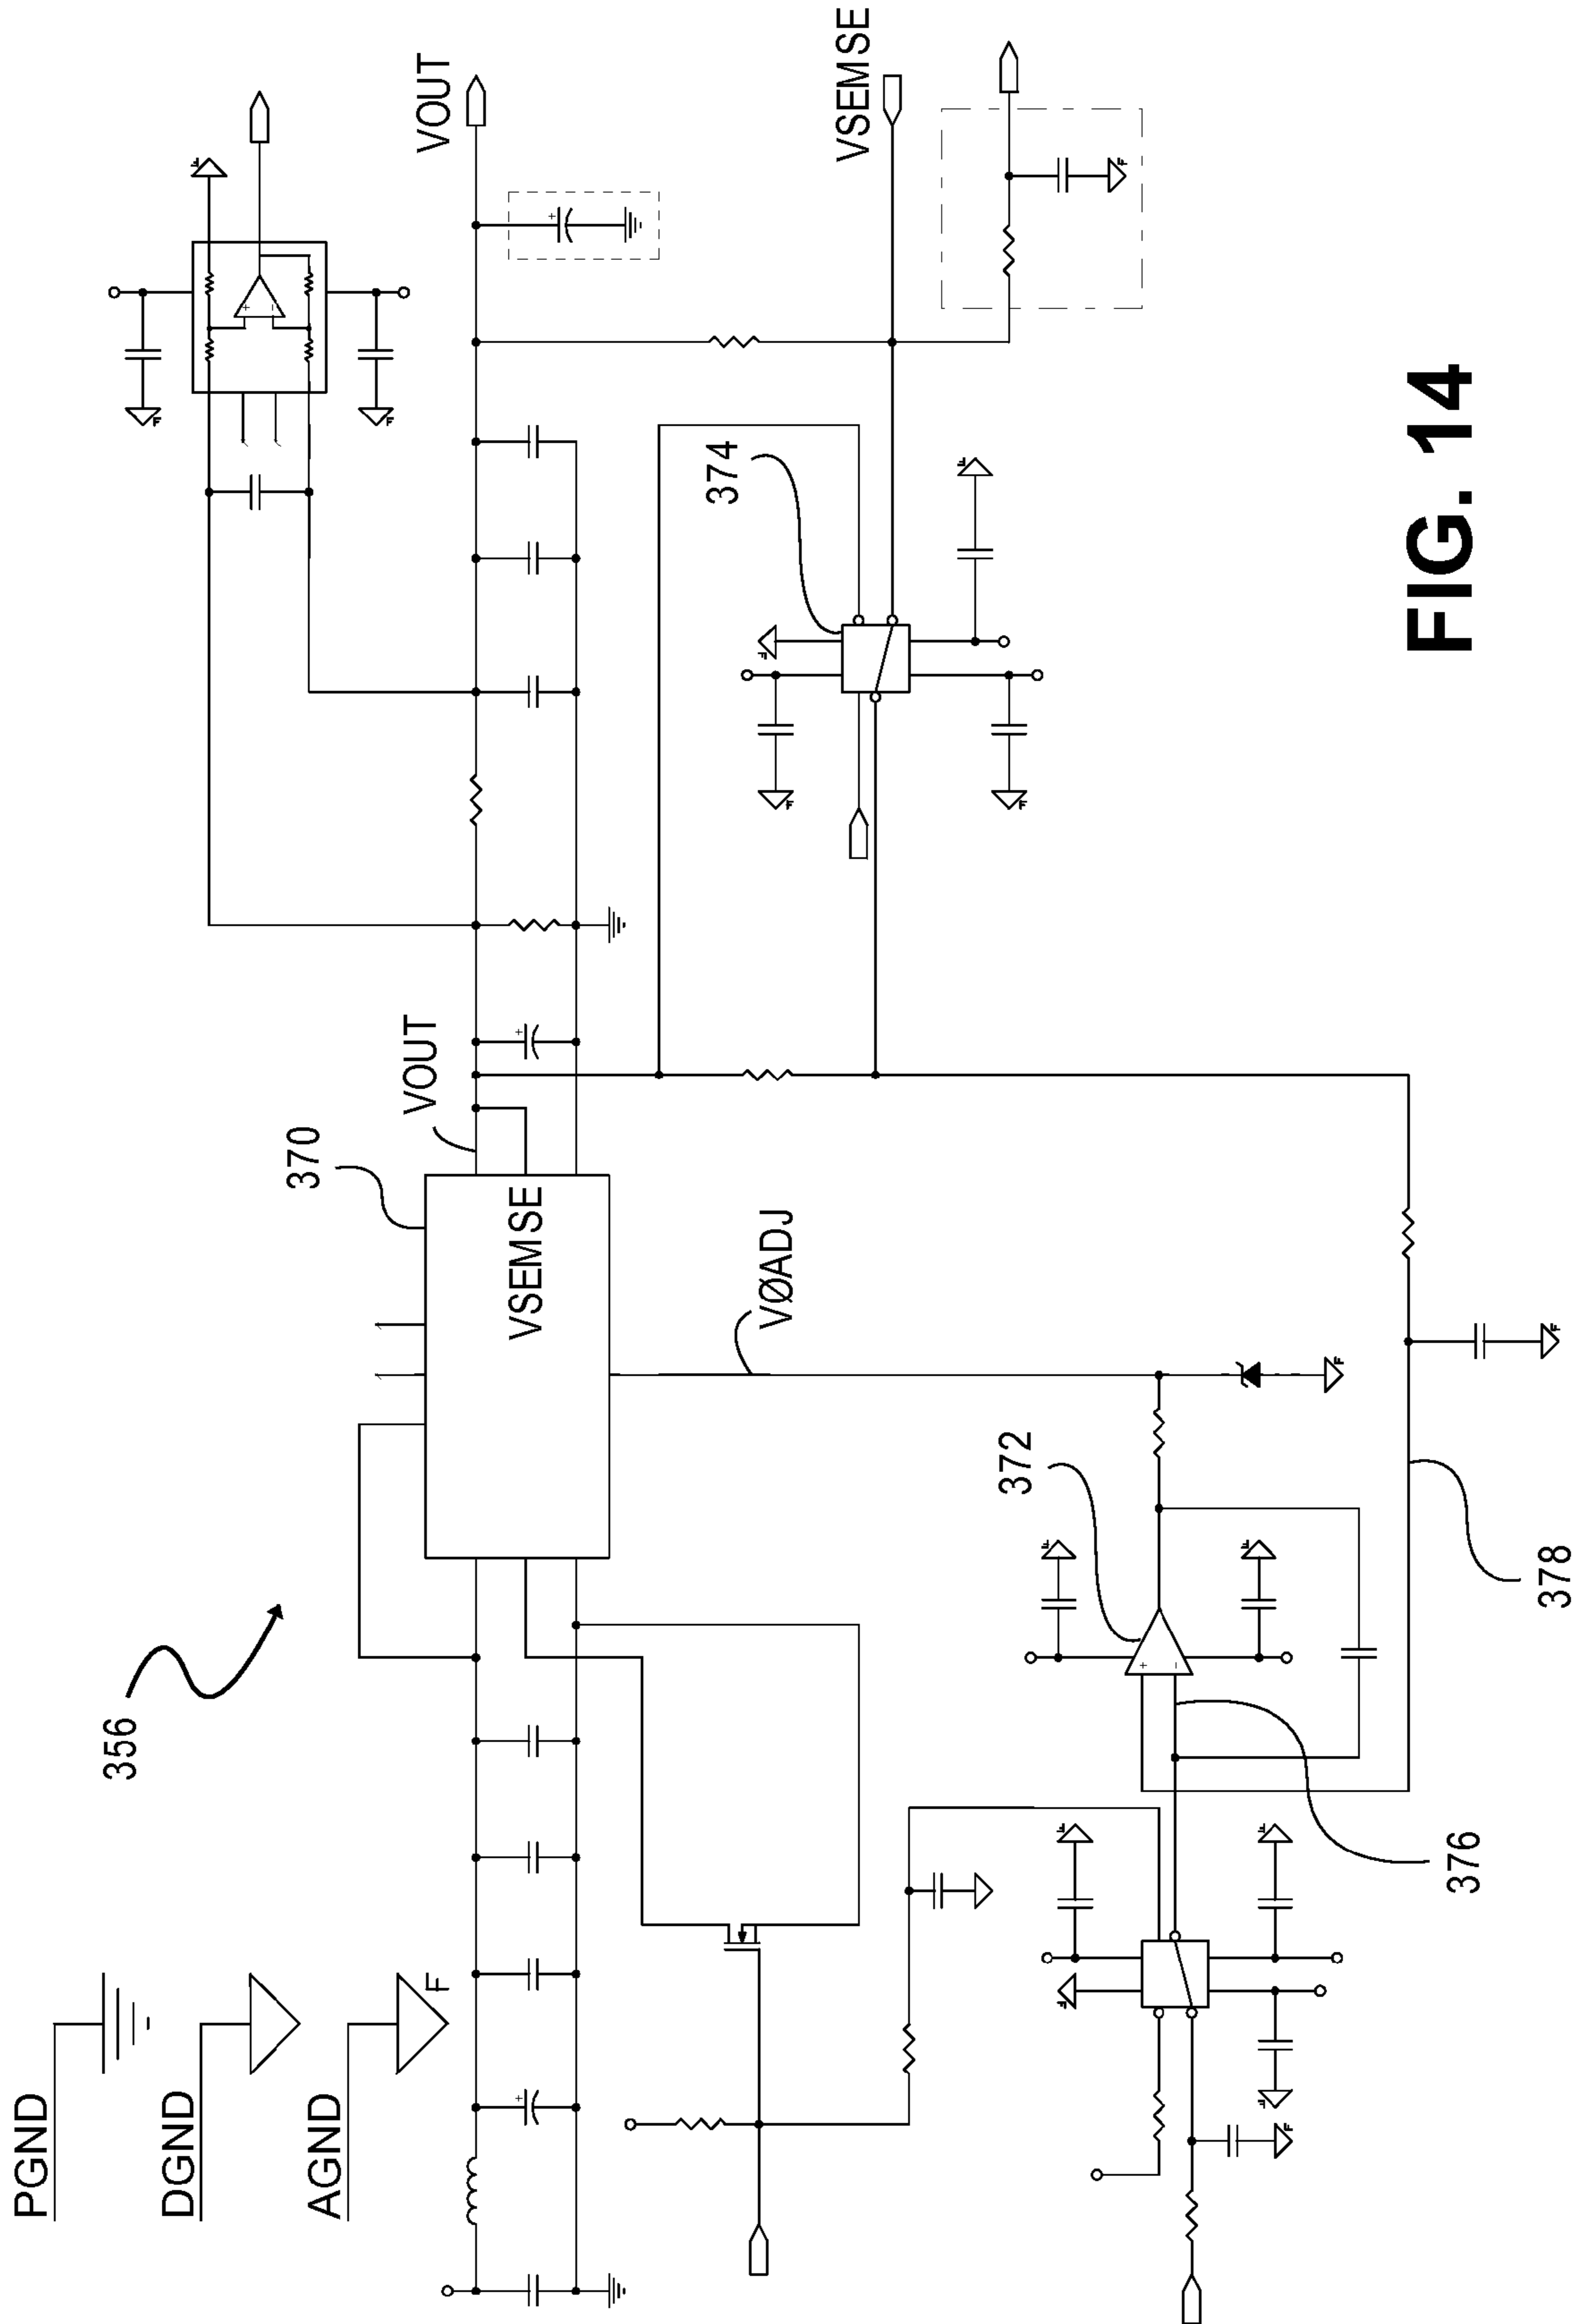 PGND
DGND
AGND
F
356
370
VOUT
VSEMSE
VOUT
VSEMSE
374
VØADJ
372
376
378
FIG. 14